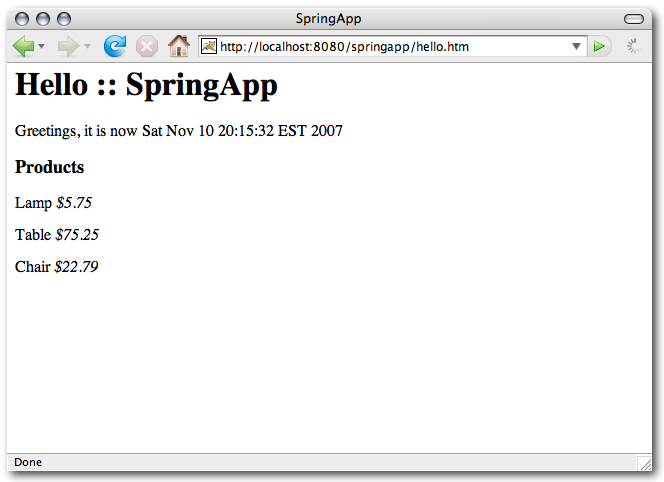 SpringApp
http://localhost:8080/springapp/hello.htm
Hello :: SpringApp
Greetings, it is now Sat Nov 10 20:15:32 EST 2007
Products
Lamp $5.75
Table $75.25
Chair $22.79
Done